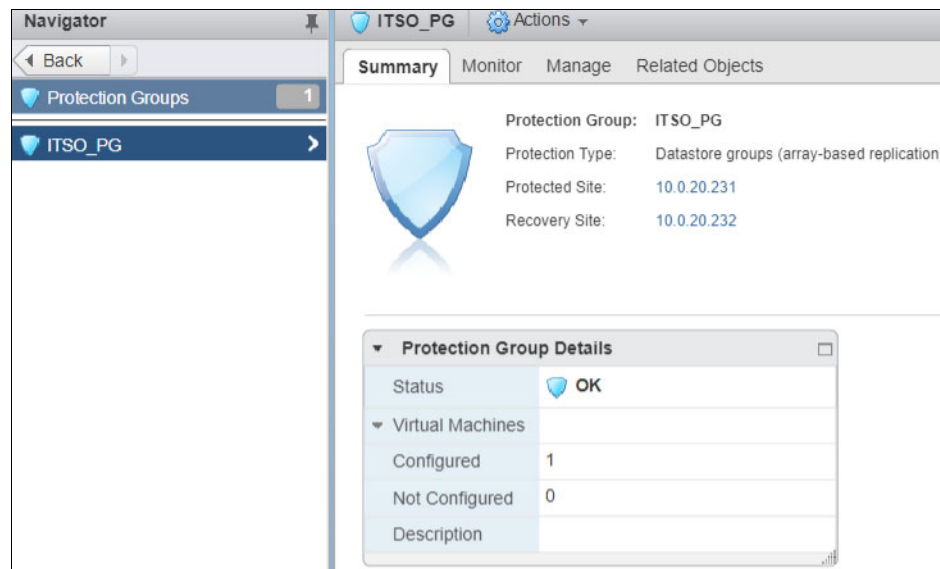 Navigator
Back
Protection Groups 1
ITSO_PG
ITSO_PG Actions
Summary Monitor Manage Related Objects
Protection Group: ITSO_PG
Protection Type: Datastore groups (array-based replication
Protected Site: 10.0.20.231
Recovery Site: 10.0.20.232
Protection Group Details
Status OK
Virtual Machines
Configured 1
Not Configured 0
Description